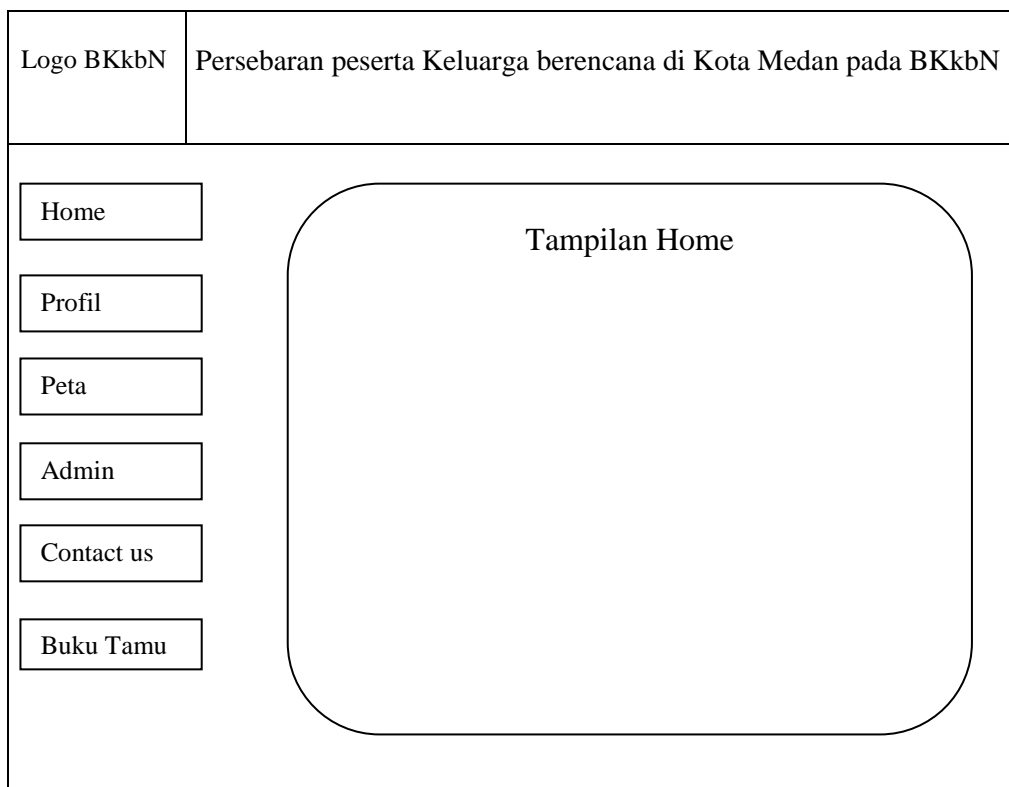 Logo BKkbN
Persebaran peserta Keluarga berencana di Kota Medan pada BKkbN
Home
Tampilan Home
Profil
Peta
Admin
Contact us
Buku Tamu